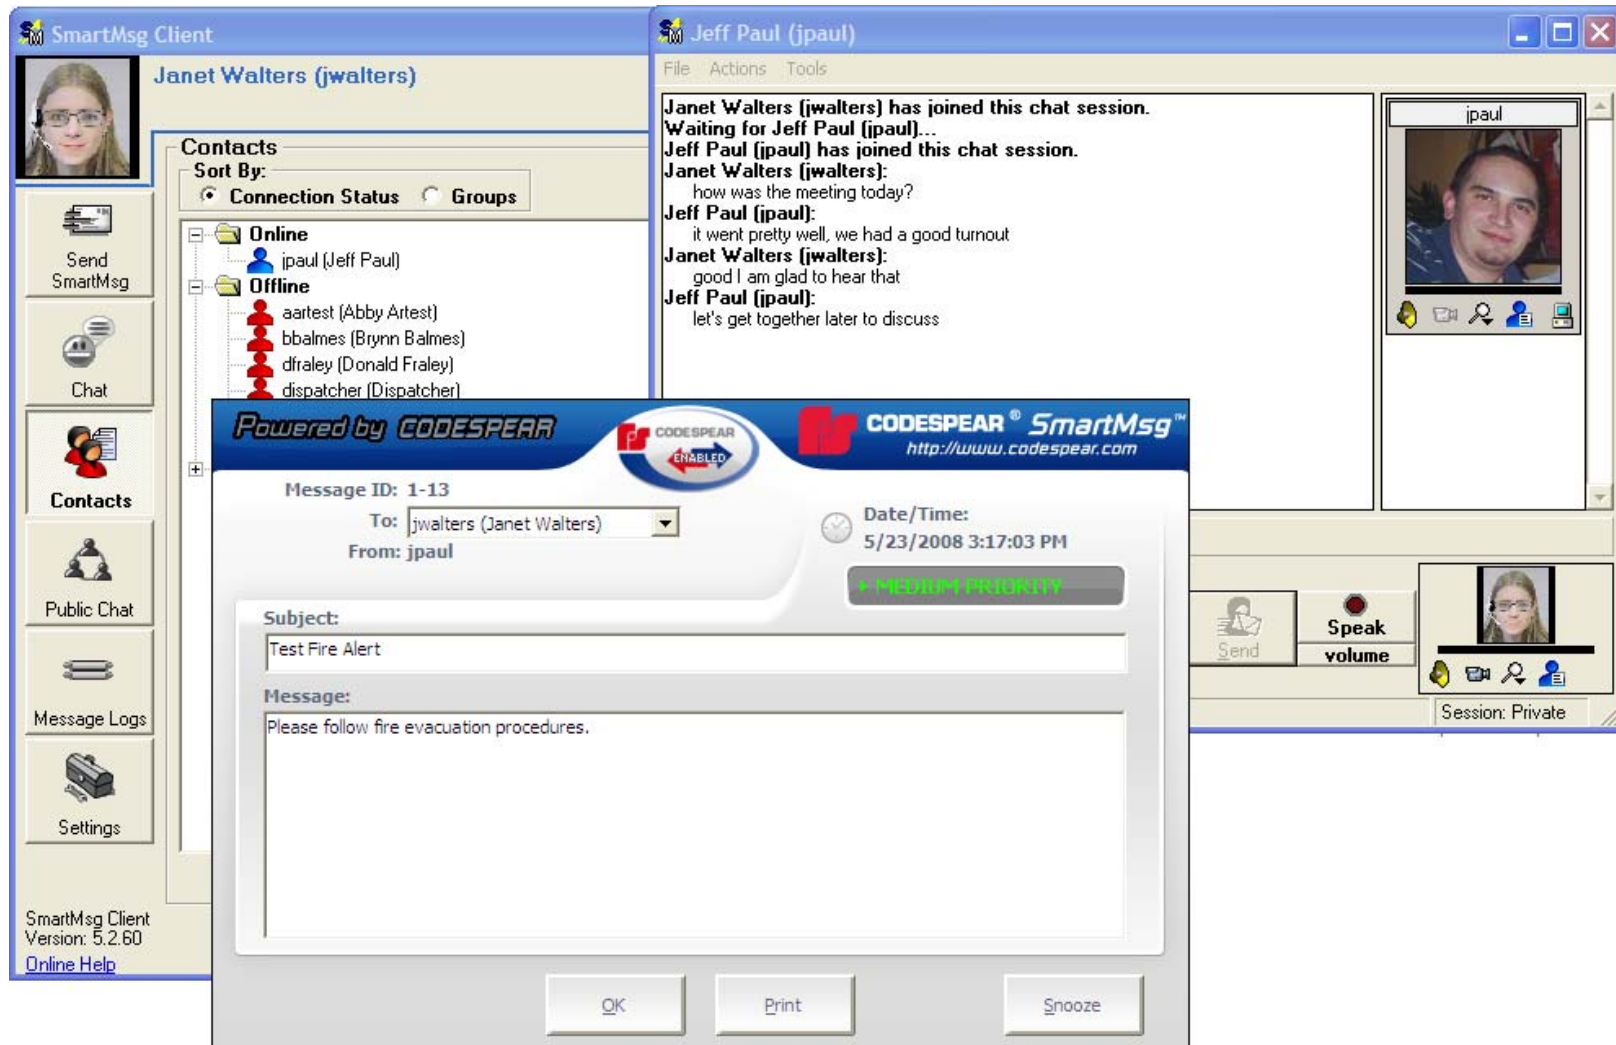 SmartMsg Client
Janet Walters (jwalters)
Contacts
Sort By:
Connection Status Groups
Online
jpaul (Jeff Paul)
Offline
aartest (Abby Artest)
bbalmes (Brynn Balmes)
dfraley (Donald Fraley)
dispatcher (Dispatcher)
Send
SmartMsg
Chat
Contacts
Public Chat
Message Logs
Settings
SmartMsg Client
Version: 5.2.60
Online Help
Jeff Paul (jpaul)
File Actions Tools
Janet Walters (jwalters) has joined this chat session.
Waiting for Jeff Paul (jpaul)...
Jeff Paul (jpaul) has joined this chat session.
Janet Walters (jwalters):
how was the meeting today?
Jeff Paul (jpaul):
it went pretty well, we had a good turnout
Janet Walters (jwalters):
good I am glad to hear that
Jeff Paul (jpaul):
let's get together later to discuss
jpaul
Send
Speak
volume
Session: Private
Powered by CODESPEAR
CODESPEAR
ENABLED
CODESPEAR® SmartMsg™
http://www.codespear.com
Message ID: 1-13
To: jwalters (Janet Walters)
From: jpaul
Date/Time:
5/23/2008 3:17:03 PM
MEDIUM PRIORITY
Subject:
Test Fire Alert
Message:
Please follow fire evacuation procedures.
OK Print Snooze